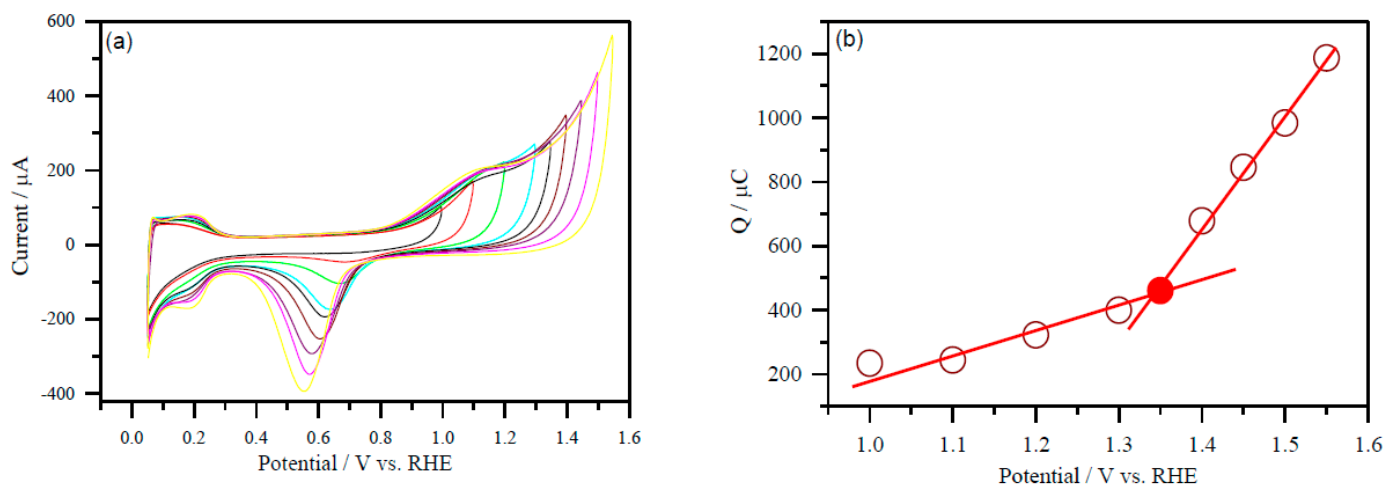 (a)
600
400
200
0
-200
-400
Current / µA
0.0 0.2 0.4 0.6 0.8 1.0 1.2 1.4 1.6
Potential / V vs. RHE
(b)
1200
1000
800
600
400
200
Q / µC
1.0 1.1 1.2 1.3 1.4 1.5 1.6
Potential / V vs. RHE